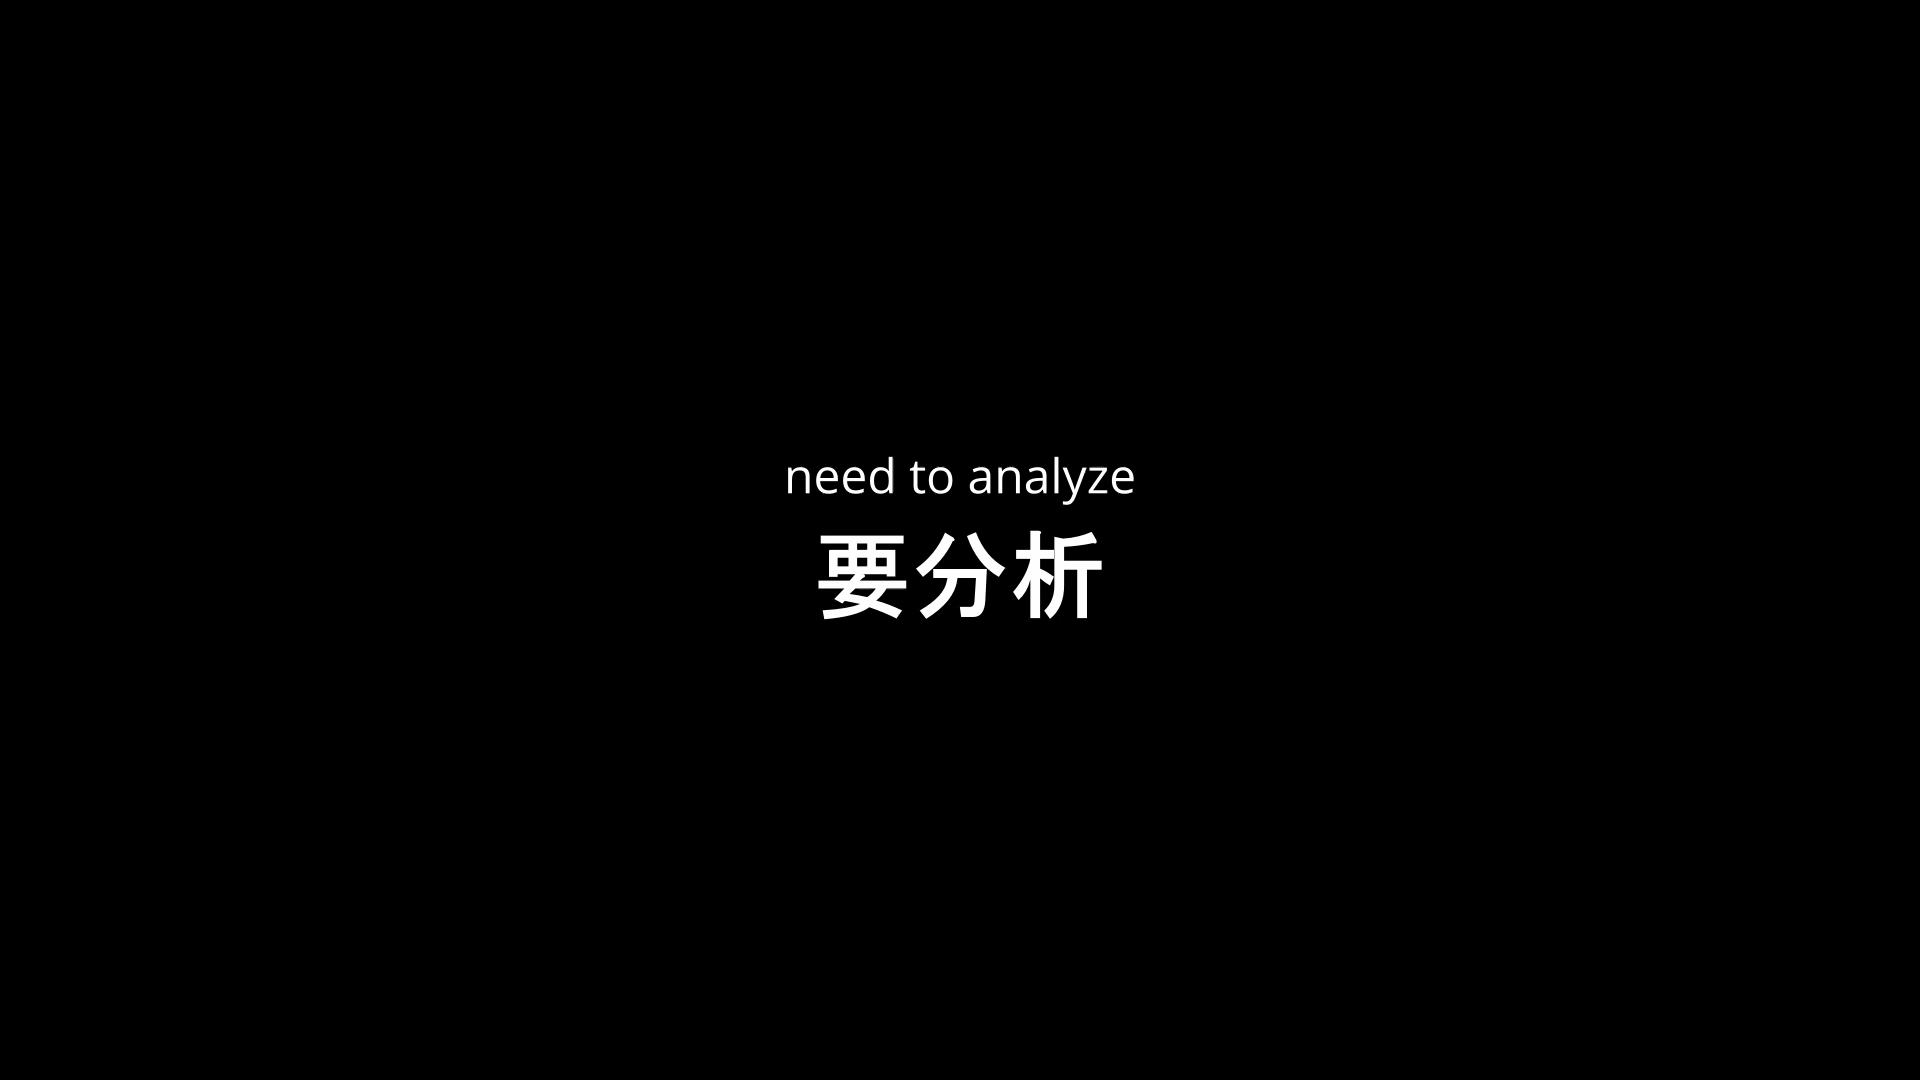 need to analyze
要分析